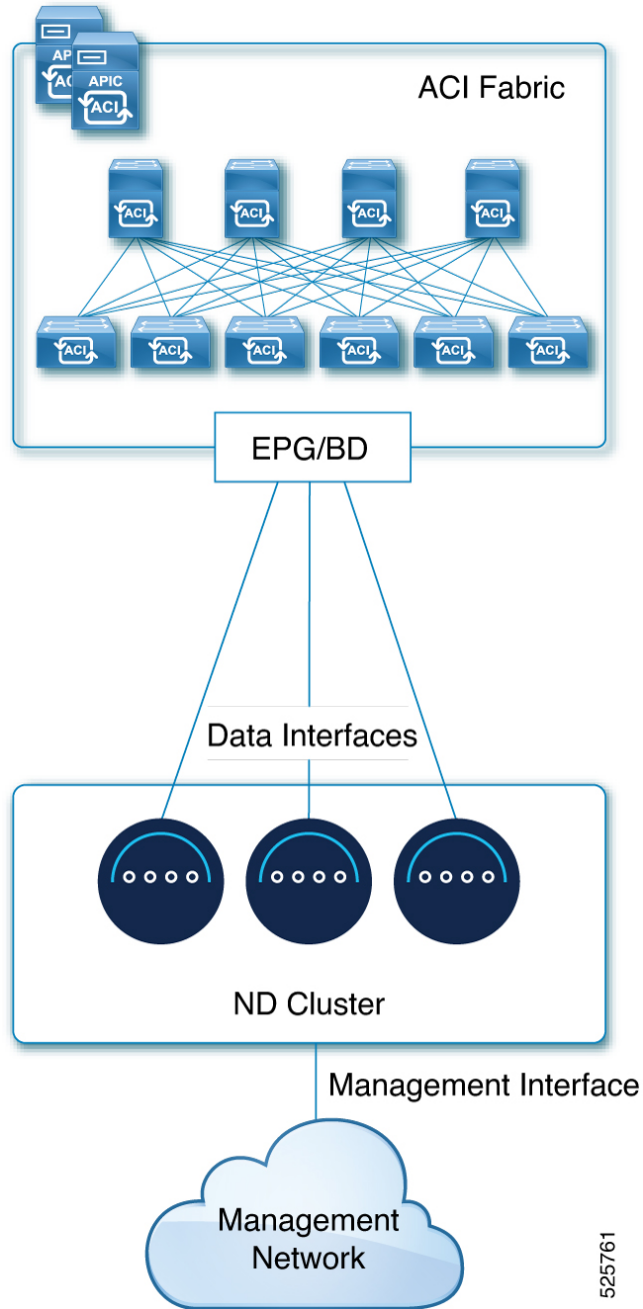 APIC
ACI
APIC
ACI
ACI Fabric
ACI
ACI
ACI
ACI
ACI
ACI
ACI
ACI
ACI
ACI
EPG/BD
Data Interfaces
ND Cluster
Management Interface
Management
Network
525761